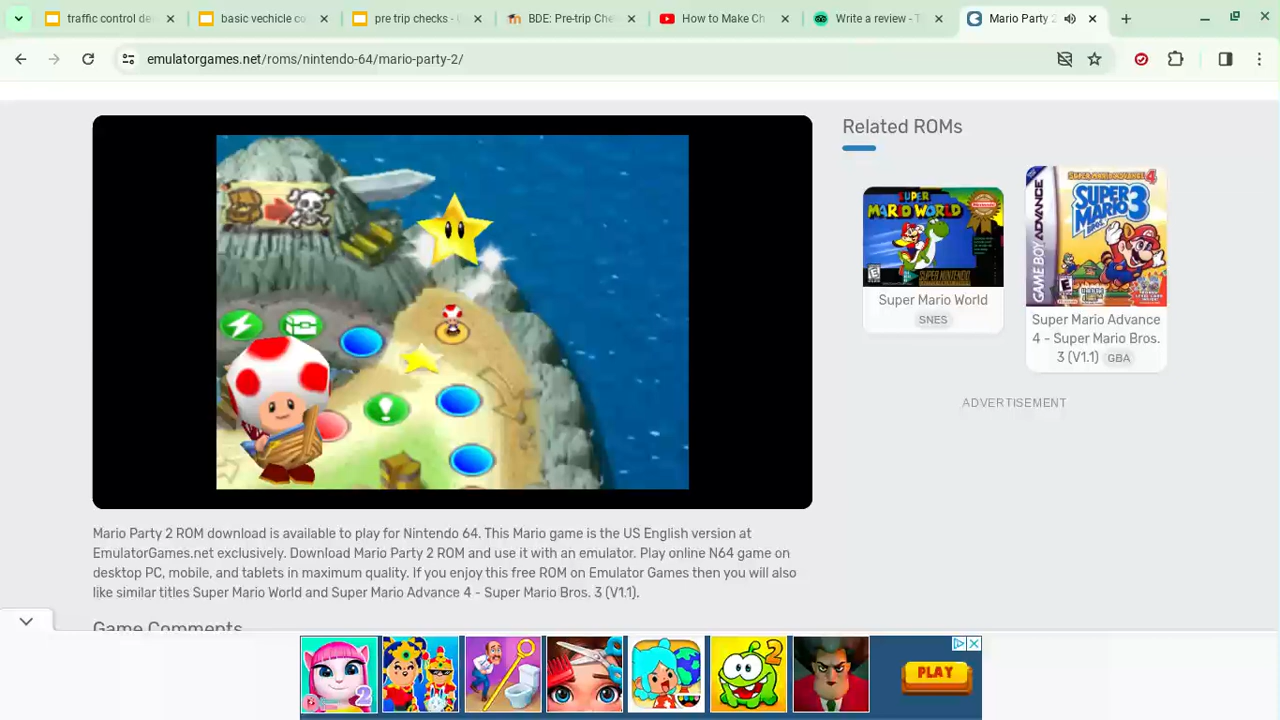 traffic control de
basic vechicle co
pre trip checks - 
BDE: Pre-trip Che
How to Make Ch
Write a review - T
Mario Party 2
emulatorgames.net/roms/nintendo-64/mario-party-2/
Related ROMs
SUPER
MARIO WORLD
SUPER NINTENDO
Super Mario World
SNES
GAME BOY ADVANCE
SUPER MARIO ADVANCE 4
SUPER
MARIO
BROS.
3
Super Mario Advance
4 - Super Mario Bros.
3 (V1.1) GBA
ADVERTISEMENT
Mario Party 2 ROM download is available to play for Nintendo 64. This Mario game is the US English version at
EmulatorGames.net exclusively. Download Mario Party 2 ROM and use it with an emulator. Play online N64 game on
desktop PC, mobile, and tablets in maximum quality. If you enjoy this free ROM on Emulator Games then you will also
like similar titles Super Mario World and Super Mario Advance 4 - Super Mario Bros. 3 (V1.1).
Game Comments
2
2
PLAY